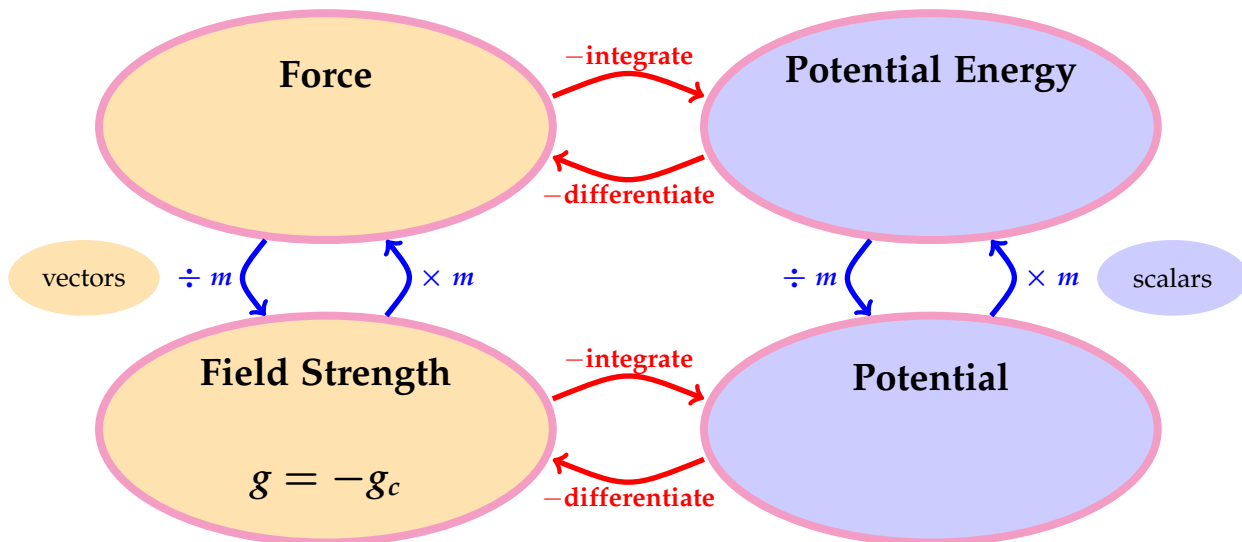 Force
−integrate
Potential Energy
−differentiate
vectors
÷ m
× m
÷ m
× m
scalars
Field Strength
−integrate
Potential
g = −g_c
−differentiate